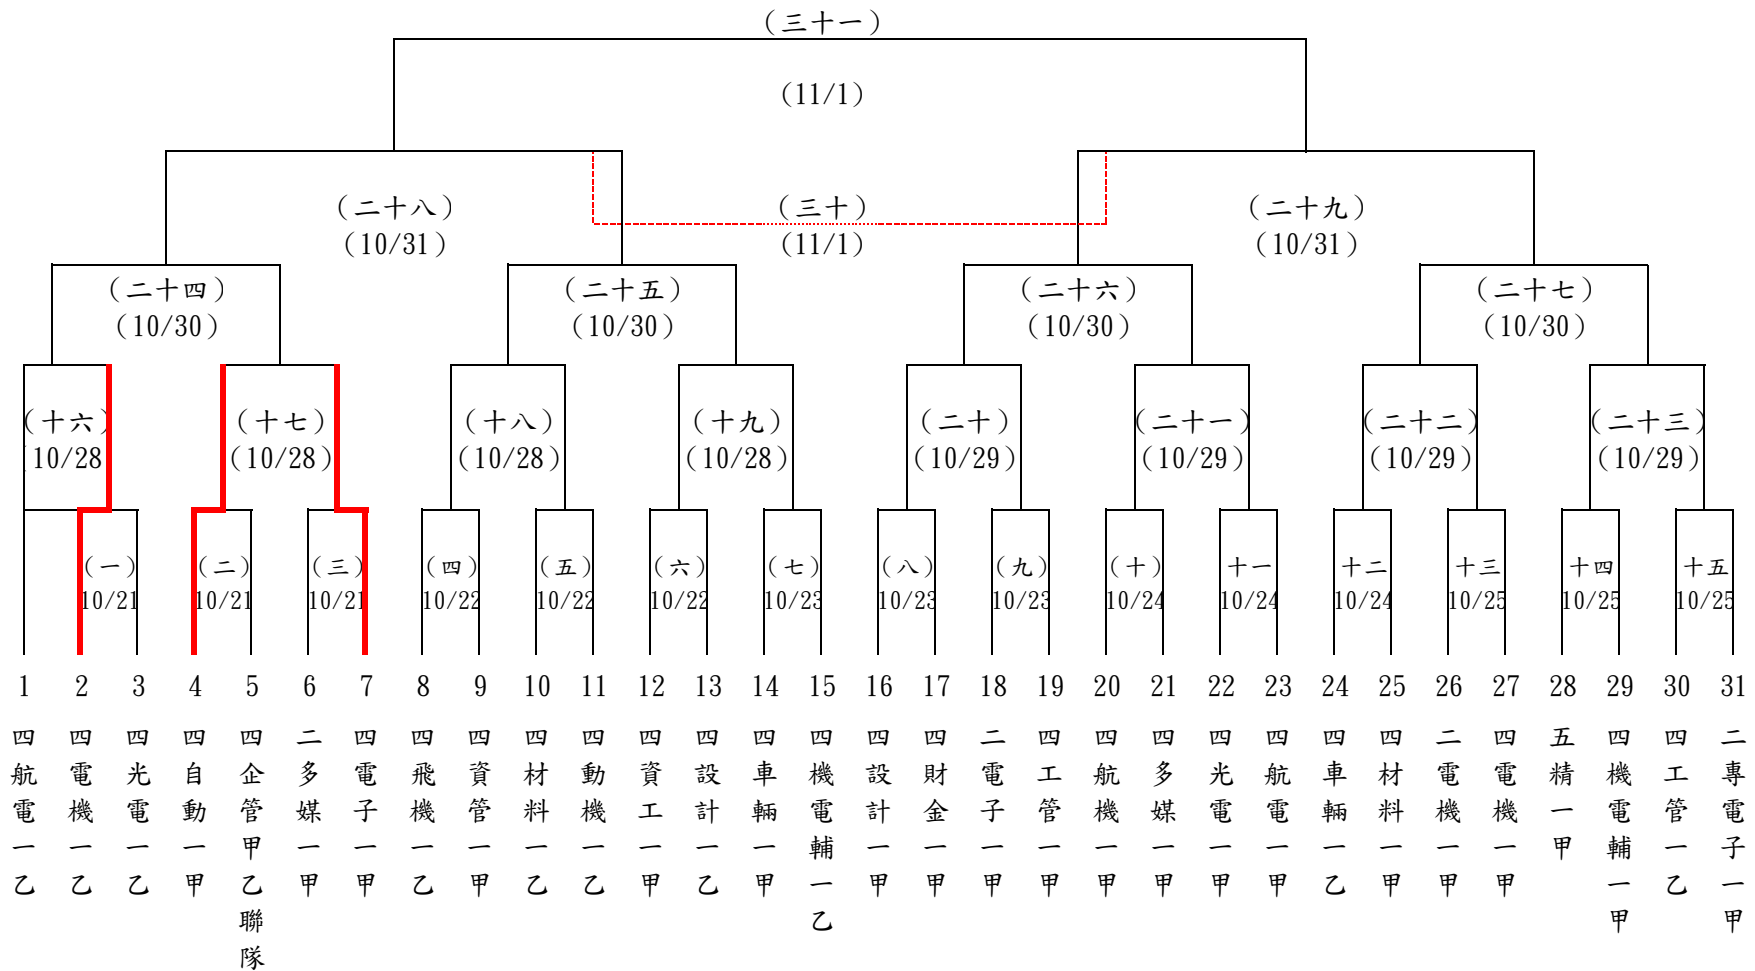 （三十一）
（11/1）
（二十八）
（三十）
（二十九）
（10/31）
（11/1）
（10/31）
（二十四）
（二十五）
（二十六）
（二十七）
（10/30）
（10/30）
（10/30）
（10/30）
（十六）
（十七）
（十八）
（十九）
（二十）
（二十一）
（二十二）
（二十三）
10/28
（10/28）
（10/28）
（10/28）
（10/29）
（10/29）
（10/29）
（10/29）
（一）
（二）
（三）
（四）
（五）
（六）
（七）
（八）
（九）
（十）
十一
十二
十三
十四
十五
10/21
10/21
10/21
10/22
10/22
10/22
10/23
10/23
10/23
10/24
10/24
10/24
10/25
10/25
10/25
1 2 3 4 5 6 7 8 9 10 11 12 13 14 15 16 17 18 19 20 21 22 23 24 25 26 27 28 29 30 31
四航電一乙
四電機一乙
四光電一乙
四自動一甲
四企管甲乙聯隊
二多媒一甲
四電子一甲
四飛機一乙
四資管一甲
四材料一乙
四動機一乙
四資工一甲
四設計一乙
四車輛一甲
四機電輔一乙
四設計一甲
四財金一甲
二電子一甲
四工管一甲
四航機一甲
四多媒一甲
四光電一甲
四航電一甲
四車輛一乙
四材料一甲
二電機一甲
四電機一甲
五精一甲
四機電輔一甲
四工管一乙
二專電子一甲